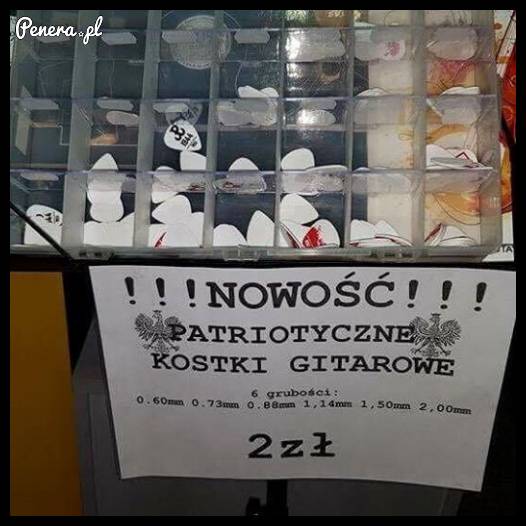 Penera.pl
!!!NOWOŚĆ!!!
PATRIOTYCZNE
KOSTKI GITAROWE
6 grubości:
0.60mm 0.73mm 0.88mm 1,14mm 1,50mm 2,00mm
2zł